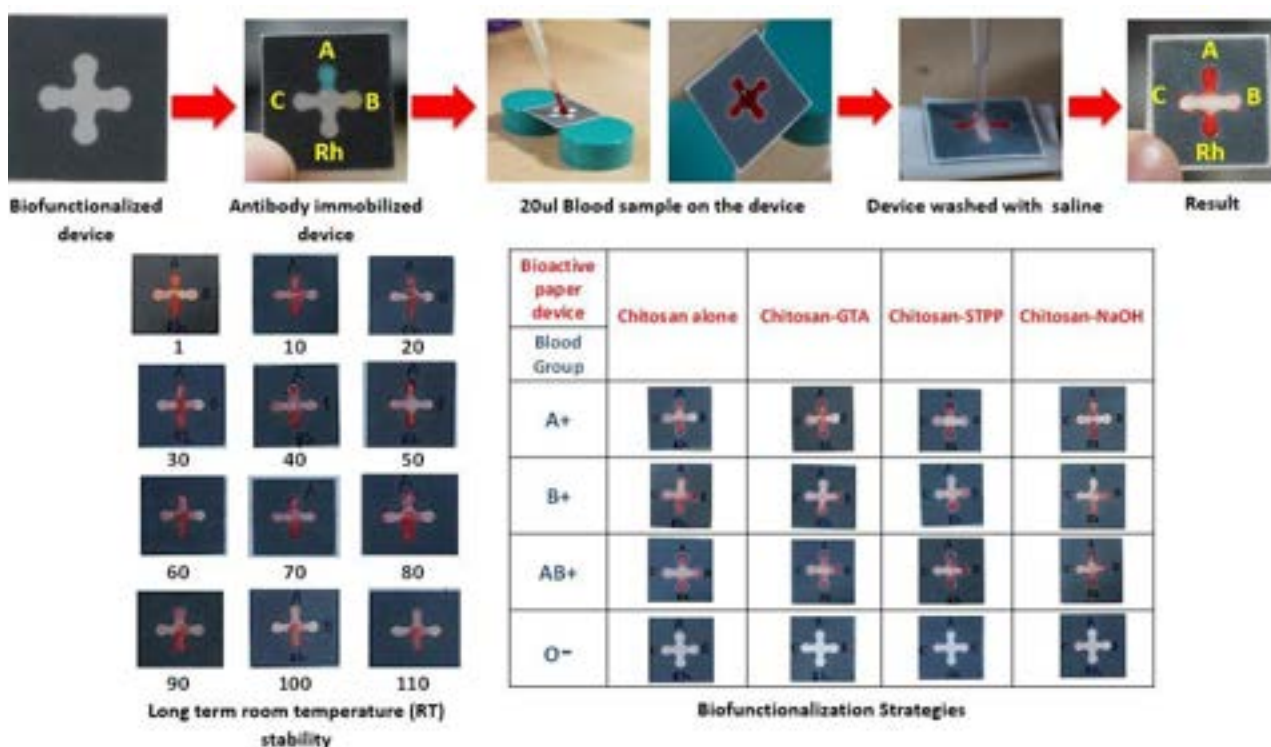 A
C
B
Rh
A
C
B
Rh
Biofunctionalized
device
Antibody immobilized
device
20ul Blood sample on the device
Device washed with saline
Result
1
10
20
30
40
50
60
70
80
90
100
110
Long term room temperature (RT)
stability
Bioactive
paper
device
Chitosan alone
Chitosan-GTA
Chitosan-STPP
Chitosan-NaOH
Blood
Group
A+
B+
AB+
O−
Biofunctionalization Strategies